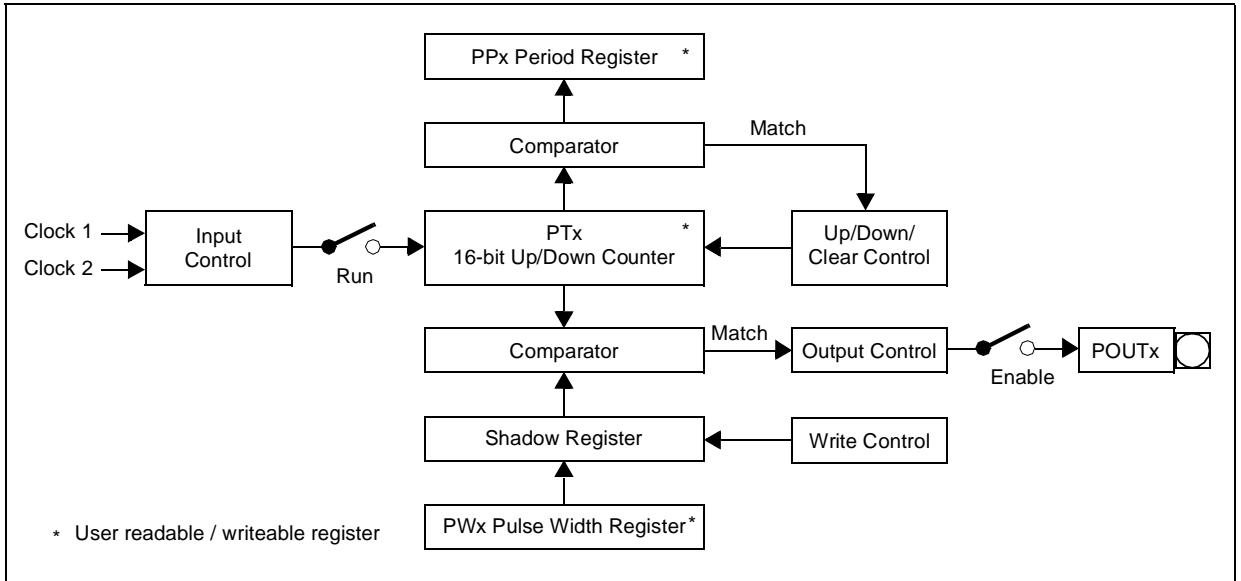 PPx Period Register *
Match
Comparator
Clock 1
Clock 2
Input
Control
Run
PTx *
16-bit Up/Down Counter
Up/Down/
Clear Control
Comparator
Match
Output Control
Enable
POUTx
Shadow Register
Write Control
PWx Pulse Width Register*
* User readable / writeable register